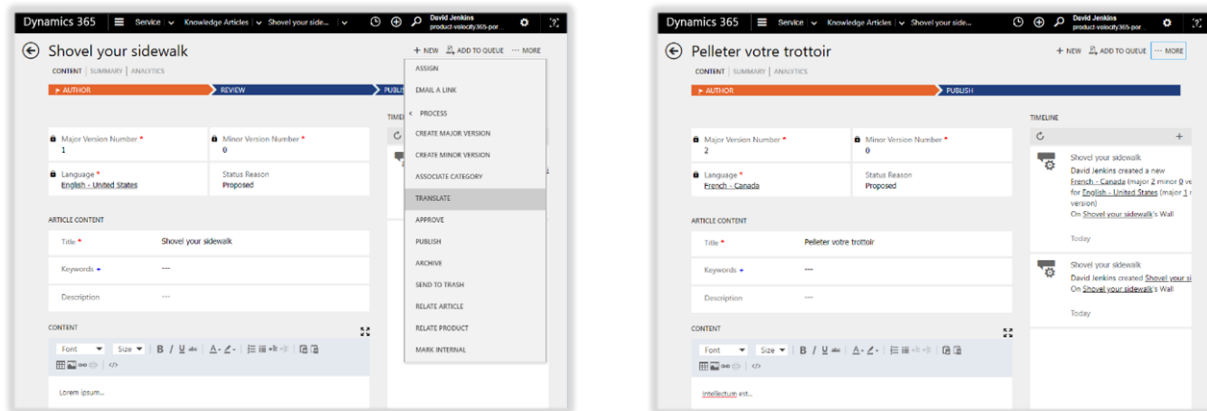 Dynamics 365 Service Knowledge Articles Shovel your side... David Jenkins
product-velocity365-por
Shovel your sidewalk + NEW ADD TO QUEUE ··· MORE
CONTENT | SUMMARY | ANALYTICS
AUTHOR REVIEW
ASSIGN
EMAIL A LINK
PROCESS
CREATE MAJOR VERSION
CREATE MINOR VERSION
ASSOCIATE CATEGORY
TRANSLATE
APPROVE
PUBLISH
ARCHIVE
SEND TO TRASH
RELATE ARTICLE
RELATE PRODUCT
MARK INTERNAL
Major Version Number * Minor Version Number *
1 0
Language * Status Reason
English - United States Proposed
ARTICLE CONTENT
Title * Shovel your sidewalk
Keywords + ---
Description ---
CONTENT
Font Size B I U abc A
Lorem ipsum...
Dynamics 365 Service Knowledge Articles Shovel your side... David Jenkins
product-velocity365-por
Pelleter votre trottoir + NEW ADD TO QUEUE ··· MORE
CONTENT | SUMMARY | ANALYTICS
AUTHOR PUBLISH
Major Version Number * Minor Version Number *
2 0
Language * Status Reason
French - Canada Proposed
ARTICLE CONTENT
Title * Pelleter votre trottoir
Keywords + ---
Description ---
CONTENT
Font Size B I U abc A
Intellectum est...
TIMELINE
Shovel your sidewalk
David Jenkins created a new
French - Canada (major 2 minor 0 ve
for English - United States (major 1
version)
On Shovel your sidewalk's Wall
Today
Shovel your sidewalk
David Jenkins created Shovel your si
On Shovel your sidewalk's Wall
Today